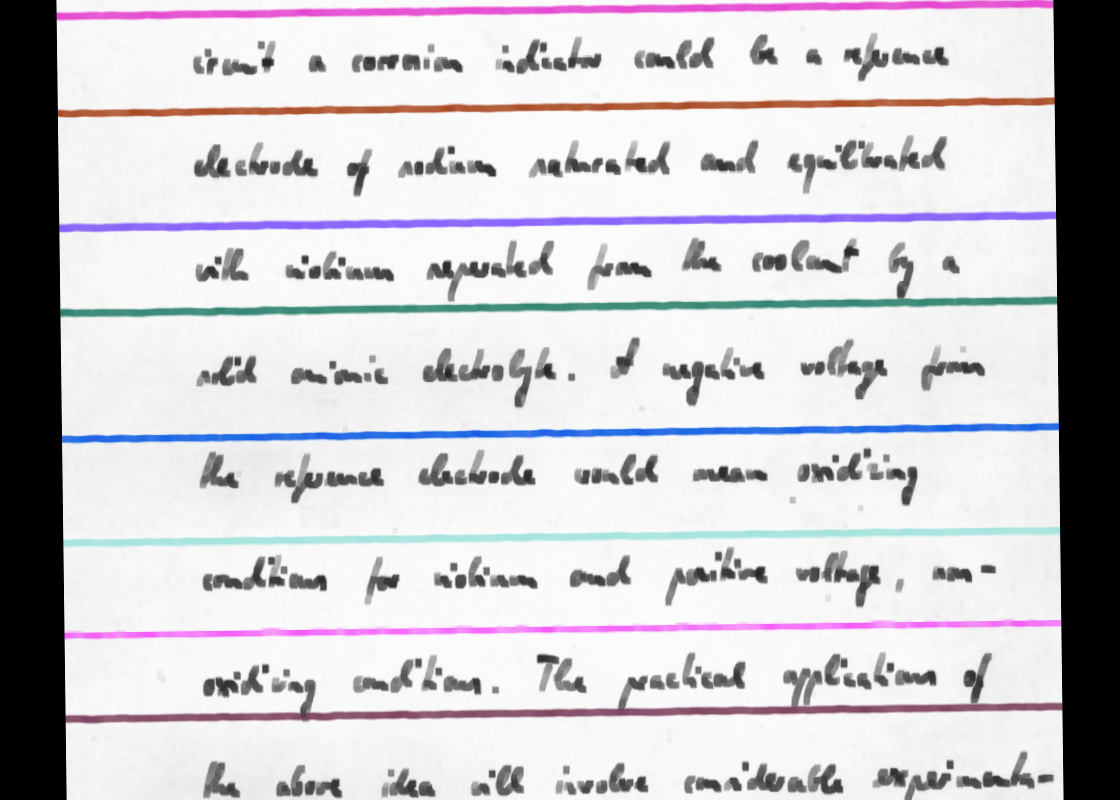 circuit a corrosion indicator could be a reference
electrode of sodium saturated and equilibrated
with niobium separated from the coolant by a
solid anionic electrolyte. A negative voltage from
the reference electrode would mean oxidizing
conditions for niobium and positive voltage, non-
oxidizing conditions. The practical application of
the above idea will involve considerable experimenta-